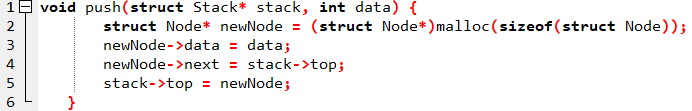 1 void push(struct Stack* stack, int data) {
2 struct Node* newNode = (struct Node*)malloc(sizeof(struct Node));
3 newNode->data = data;
4 newNode->next = stack->top;
5 stack->top = newNode;
6 }